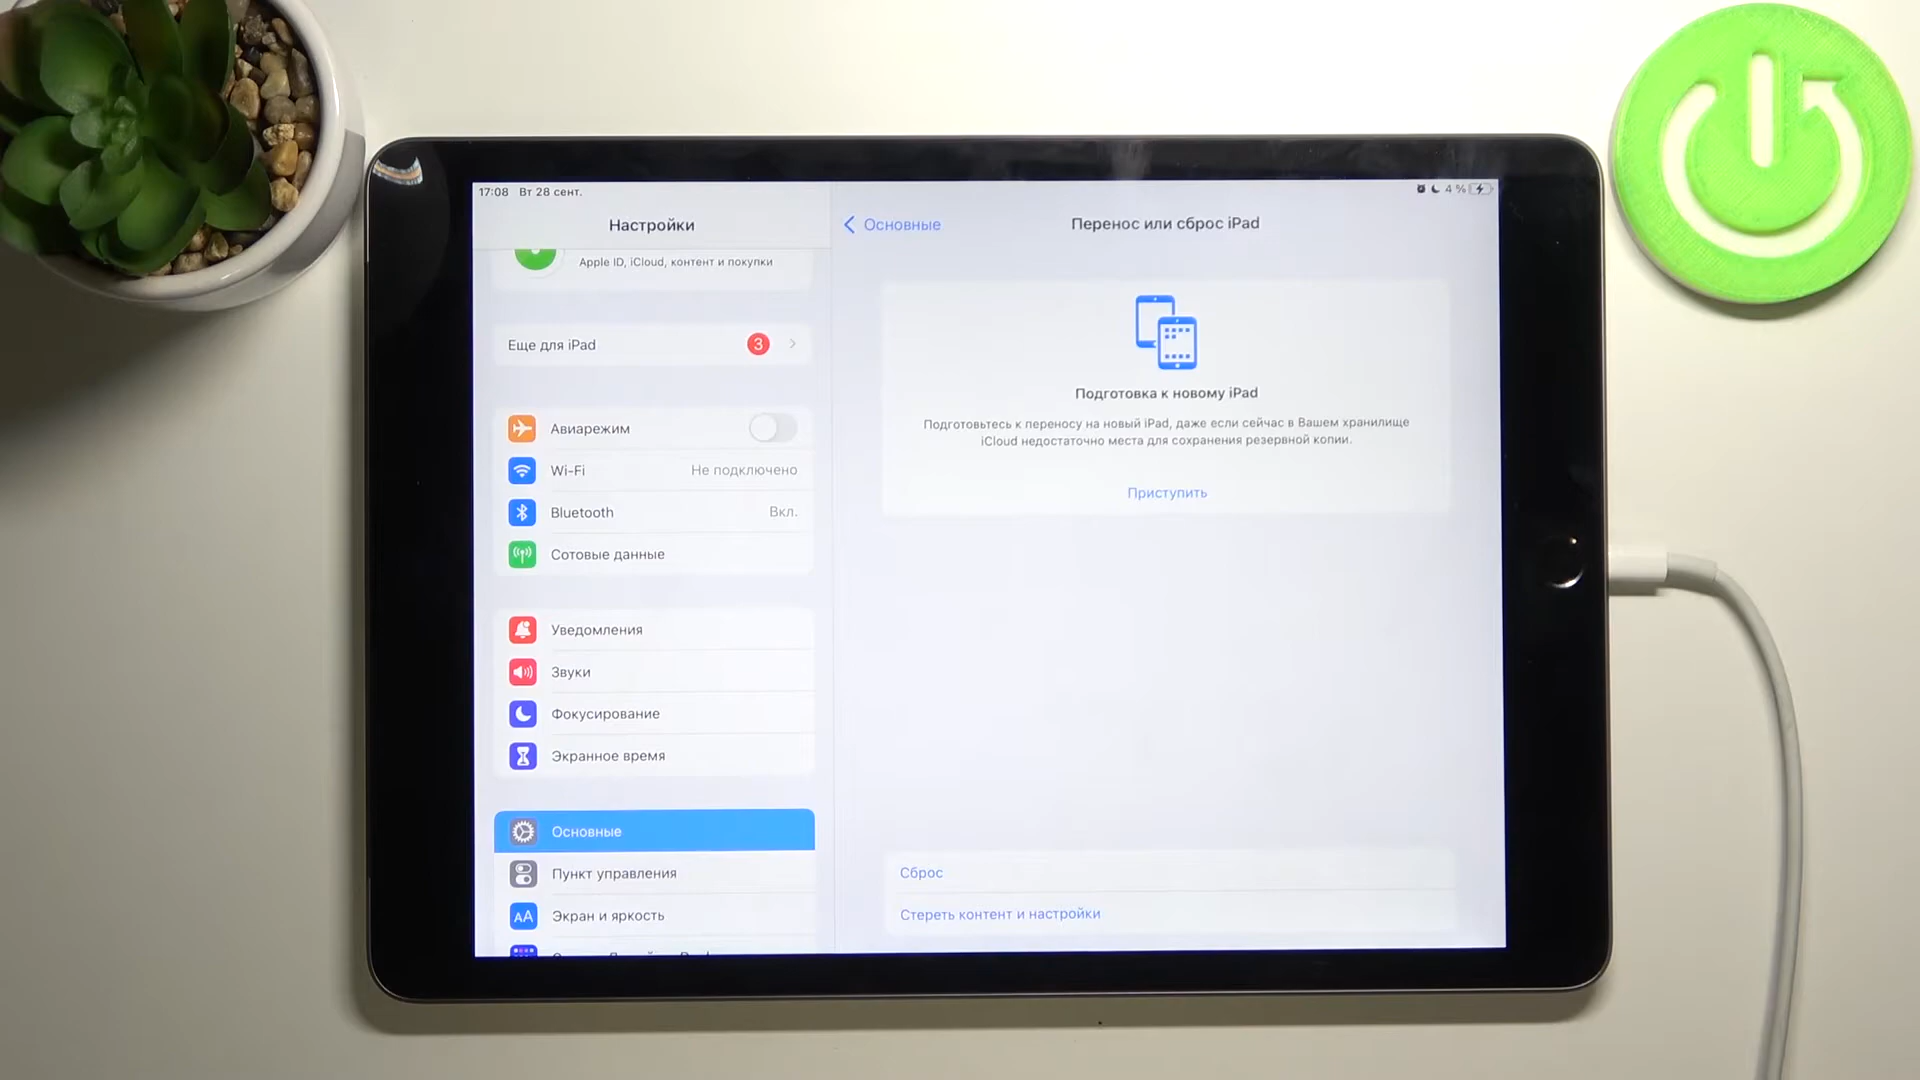 17:08 Вт 28 сент.
4 %
Настройки
Apple ID, iCloud, контент и покупки
Еще для iPad 3
Авиарежим
Wi-Fi Не подключено
Bluetooth Вкл.
Сотовые данные
Уведомления
Звуки
Фокусирование
Экранное время
Основные
Пункт управления
AA Экран и яркость
Основные
Перенос или сброс iPad
Подготовка к новому iPad
Подготовьтесь к переносу на новый iPad, даже если сейчас в Вашем хранилище
iCloud недостаточно места для сохранения резервной копии.
Приступить
Сброс
Стереть контент и настройки